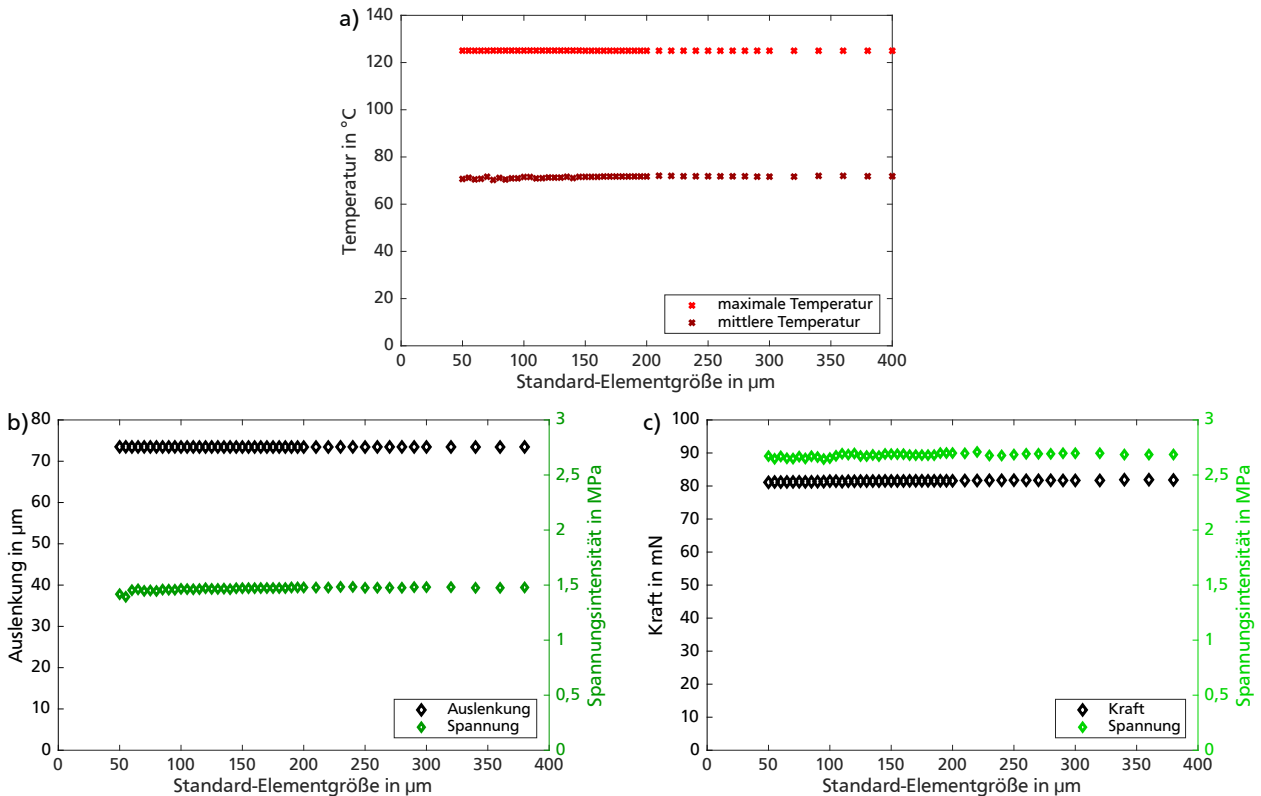 a)
140
120
100
80
60
40
20
0
Temperatur in °C
0 50 100 150 200 250 300 350 400
Standard-Elementgröße in µm
maximale Temperatur
mittlere Temperatur
b)
80
70
60
50
40
30
20
10
0
Auslenkung in µm
3
2,5
2
1,5
1
0,5
0
Spannungsintensität in MPa
0 50 100 150 200 250 300 350 400
Standard-Elementgröße in µm
Auslenkung
Spannung
c)
100
90
80
70
60
50
40
30
20
10
0
Kraft in mN
3
2,5
2
1,5
1
0,5
0
Spannungsintensität in MPa
0 50 100 150 200 250 300 350 400
Standard-Elementgröße in µm
Kraft
Spannung